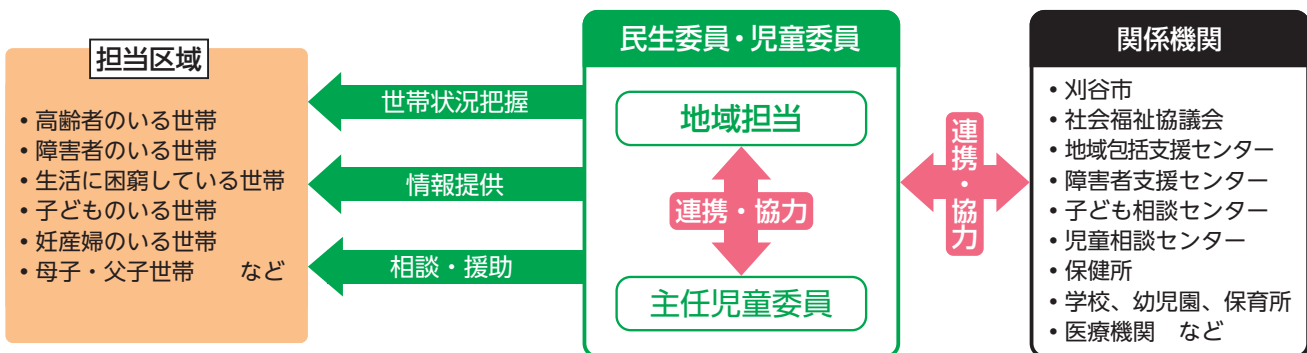 担当区域
• 高齢者のいる世帯
• 障害者のいる世帯
• 生活に困窮している世帯
• 子どものいる世帯
• 妊産婦のいる世帯
• 母子・父子世帯　など
世帯状況把握
情報提供
相談・援助
民生委員・児童委員
地域担当
連携・協力
主任児童委員
連携・協力
関係機関
• 刈谷市
• 社会福祉協議会
• 地域包括支援センター
• 障害者支援センター
• 子ども相談センター
• 児童相談センター
• 保健所
• 学校、幼児園、保育所
• 医療機関　など